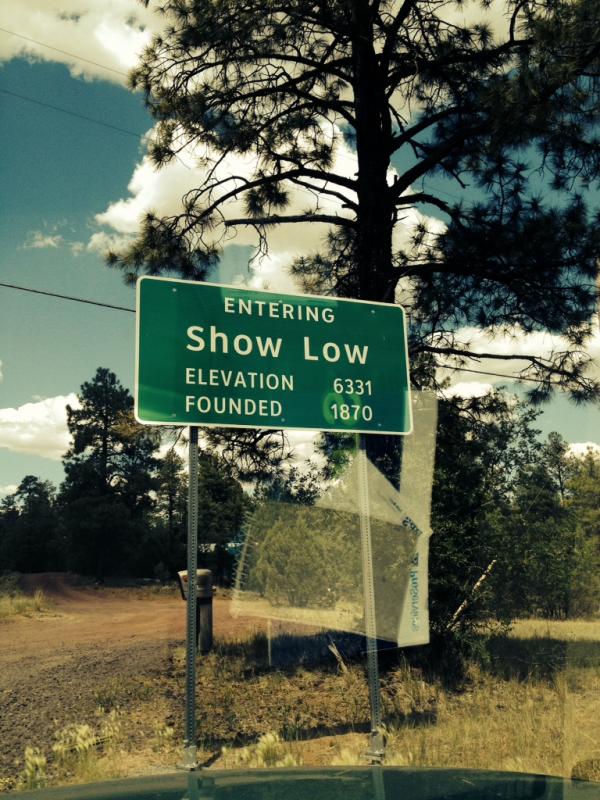 ENTERING
Show Low
ELEVATION 6331
FOUNDED 1870